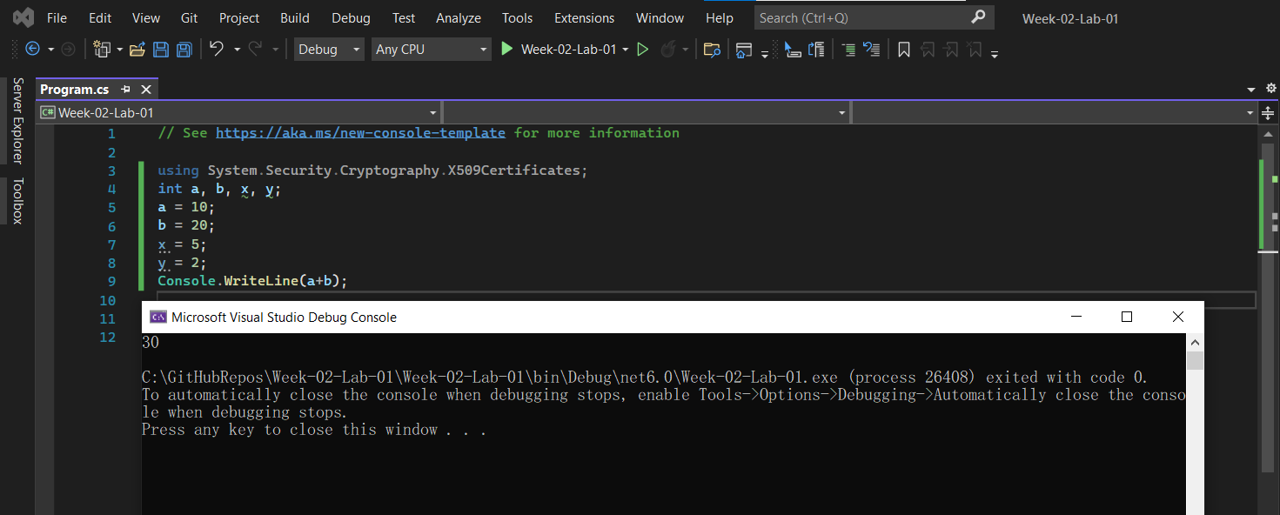 File Edit View Git Project Build Debug Test Analyze Tools Extensions Window Help Search (Ctrl+Q) Week-02-Lab-01
Debug Any CPU Week-02-Lab-01
Server Explorer
Toolbox
Program.cs
C# Week-02-Lab-01
1 // See https://aka.ms/new-console-template for more information
2
3 using System.Security.Cryptography.X509Certificates;
4 int a, b, x, y;
5 a = 10;
6 b = 20;
7 x = 5;
8 y = 2;
9 Console.WriteLine(a+b);
10
11
12
C:\ Microsoft Visual Studio Debug Console
30
C:\GitHubRepos\Week-02-Lab-01\Week-02-Lab-01\bin\Debug\net6.0\Week-02-Lab-01.exe (process 26408) exited with code 0.
To automatically close the console when debugging stops, enable Tools->Options->Debugging->Automatically close the conso
le when debugging stops.
Press any key to close this window . . .